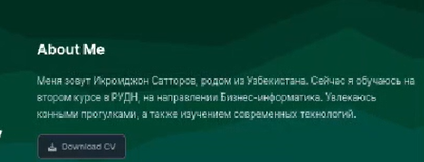 About Me
Меня зовут Икромджон Сатторов, родом из Узбекистана. Сейчас я обучаюсь на
втором курсе в РУДН, на направлении Бизнес-информатика. Увлекаюсь
конными прогулками, а также изучением современных технологий.
Download CV